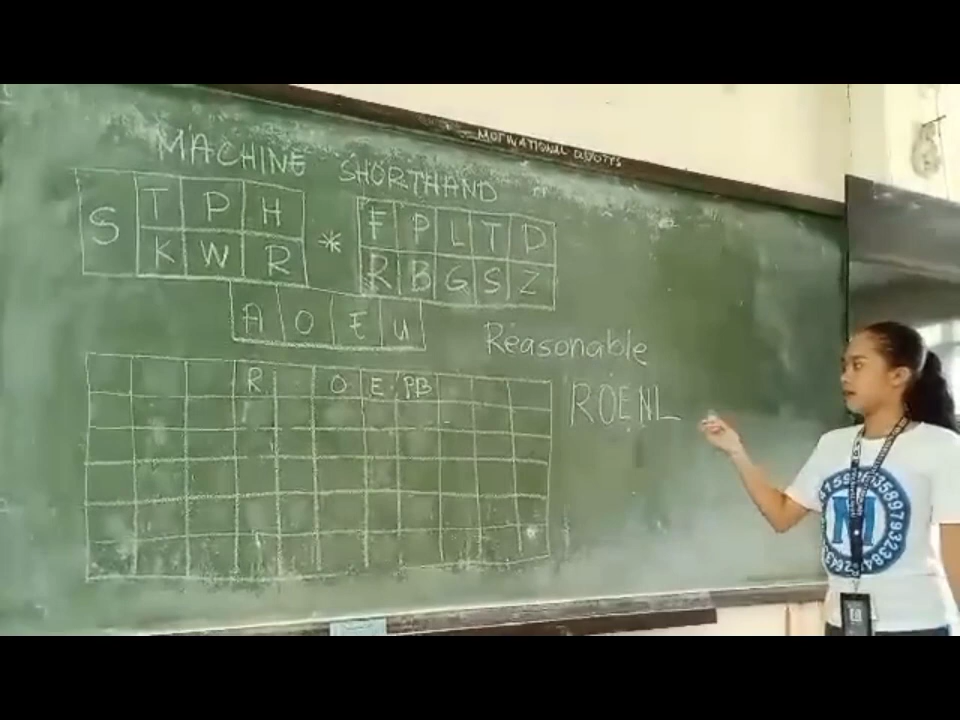 MOTIVATIONAL QUOTES
MACHINE SHORTHAND
S T P H * F P L T D
K W R R B G S Z
A O E U
Reasonable
R O E PB
ROENL
M